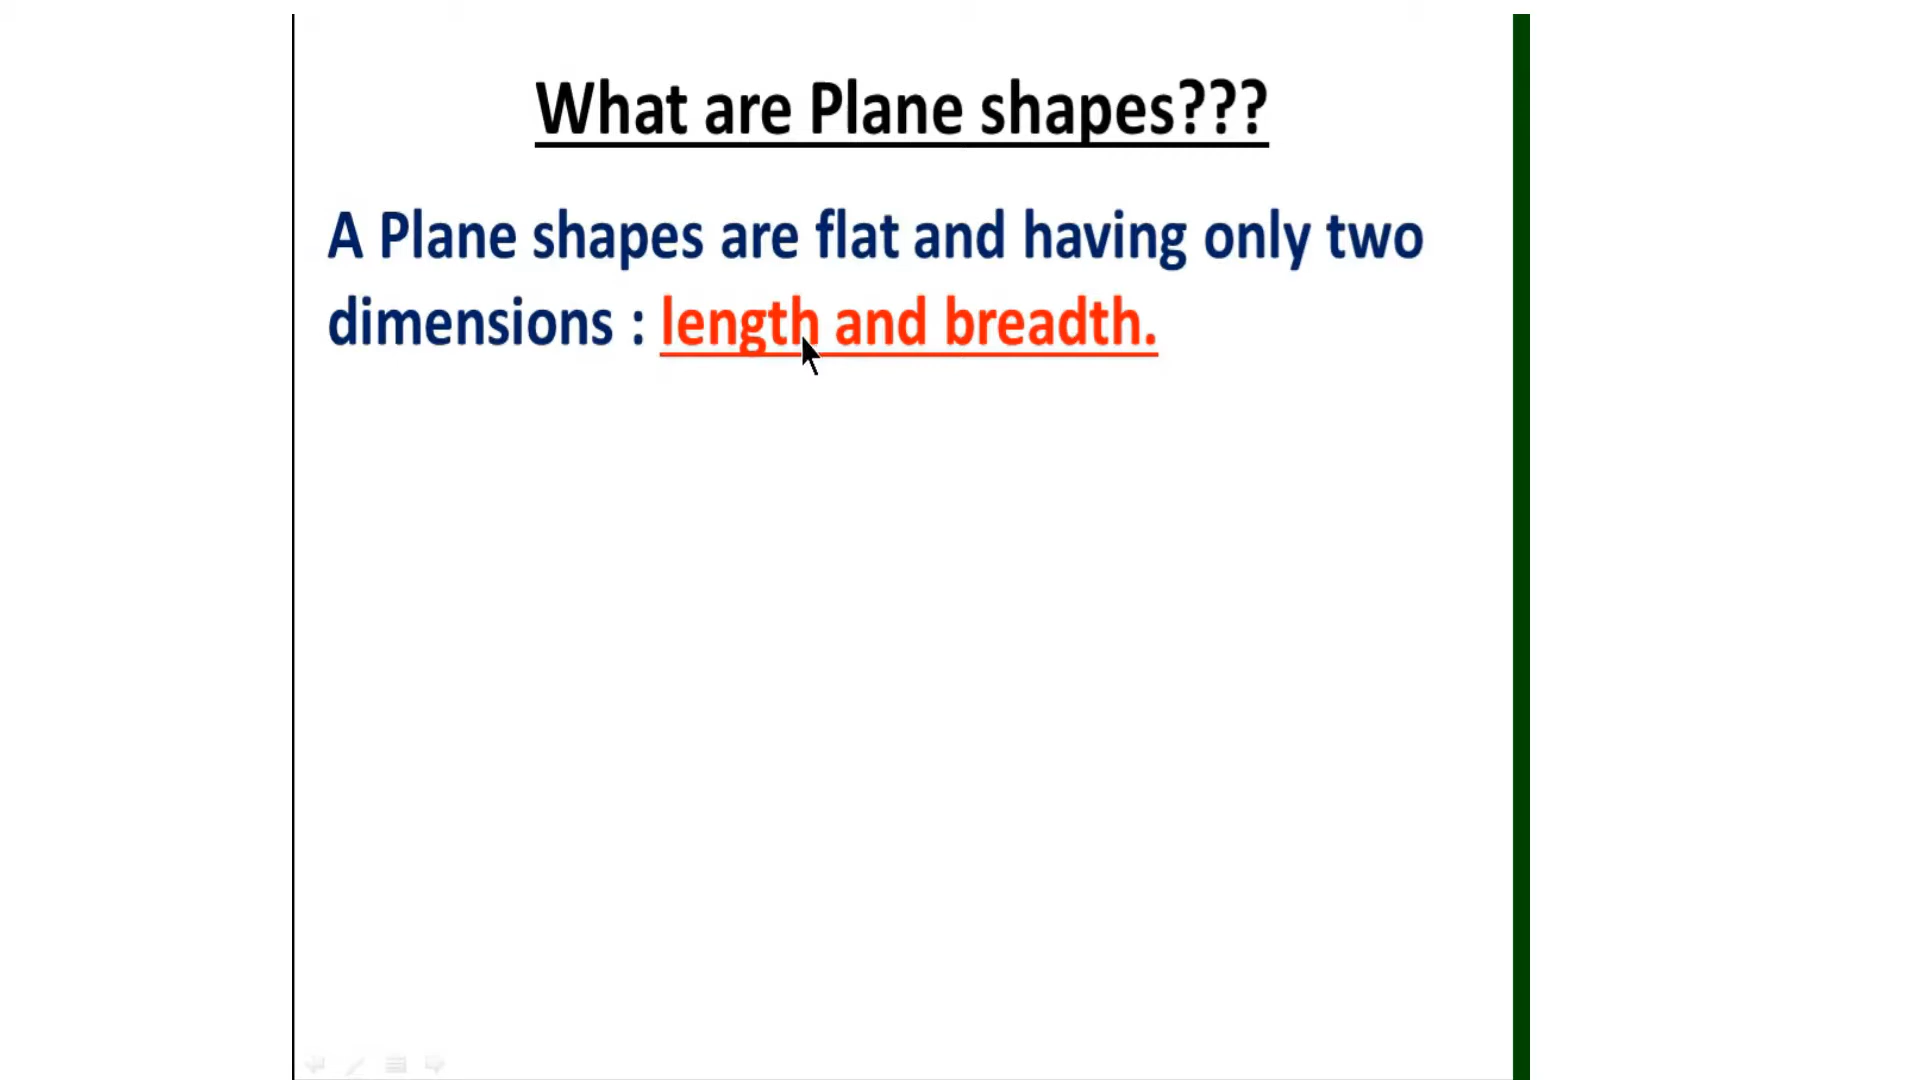 What are Plane shapes???
A Plane shapes are flat and having only two
dimensions : length and breadth.